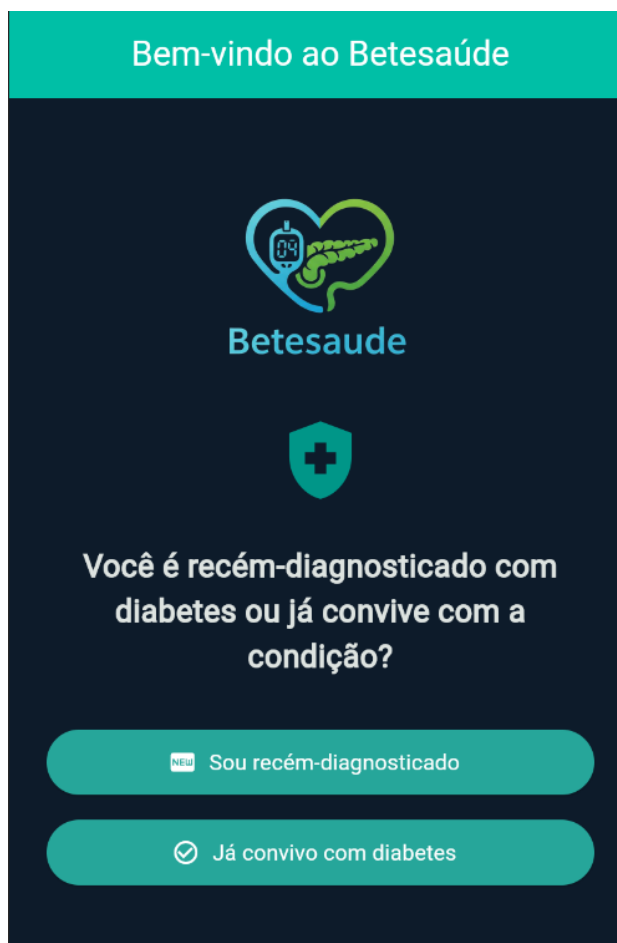 Bem-vindo ao Betesaúde
09
Betesaude
Você é recém-diagnosticado com
diabetes ou já convive com a
condição?
NEW Sou recém-diagnosticado
Já convivo com diabetes